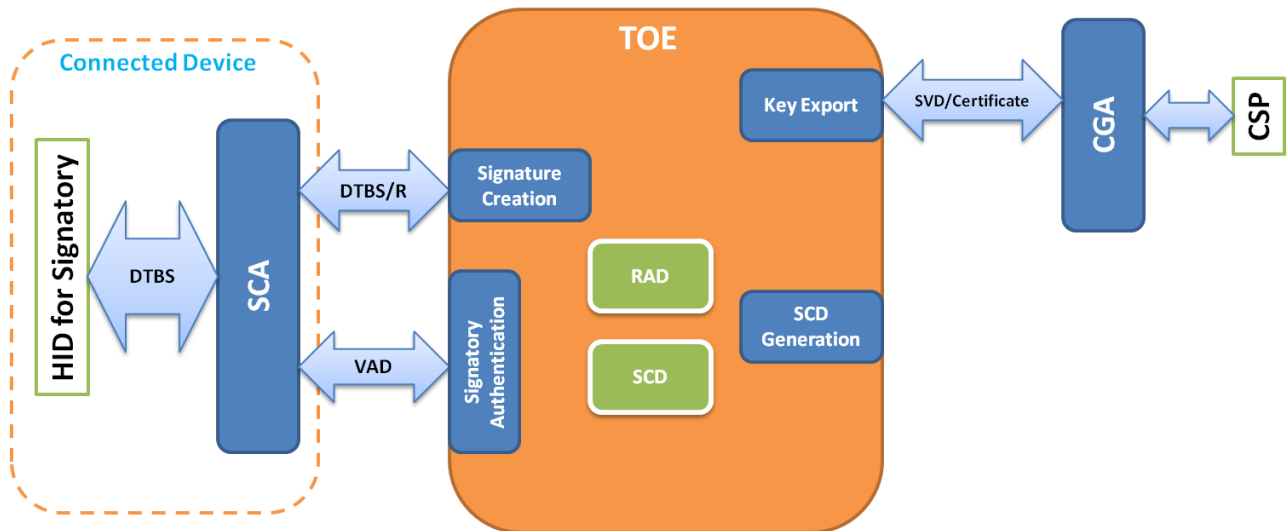 TOE
Connected Device
HID for Signatory
DTBS
SCA
DTBS/R
VAD
Signature
Creation
Signatory
Authentication
RAD
SCD
Key Export
SCD
Generation
SVD/Certificate
CGA
CSP